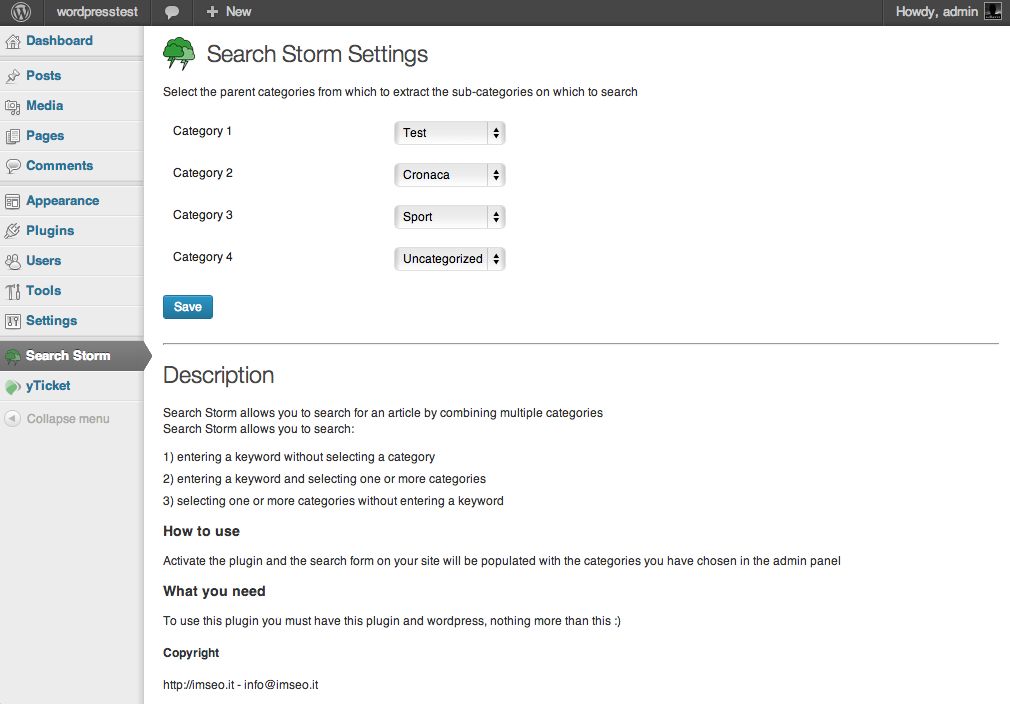 wordpresstest
+ New
Howdy, admin
Dashboard
Posts
Media
Pages
Comments
Appearance
Plugins
Users
Tools
Settings
Search Storm
yTicket
Collapse menu
Search Storm Settings
Select the parent categories from which to extract the sub-categories on which to search
Category 1 Test
Category 2 Cronaca
Category 3 Sport
Category 4 Uncategorized
Save
Description
Search Storm allows you to search for an article by combining multiple categories
Search Storm allows you to search:
1) entering a keyword without selecting a category
2) entering a keyword and selecting one or more categories
3) selecting one or more categories without entering a keyword
How to use
Activate the plugin and the search form on your site will be populated with the categories you have chosen in the admin panel
What you need
To use this plugin you must have this plugin and wordpress, nothing more than this :)
Copyright
http://imseo.it - info@imseo.it